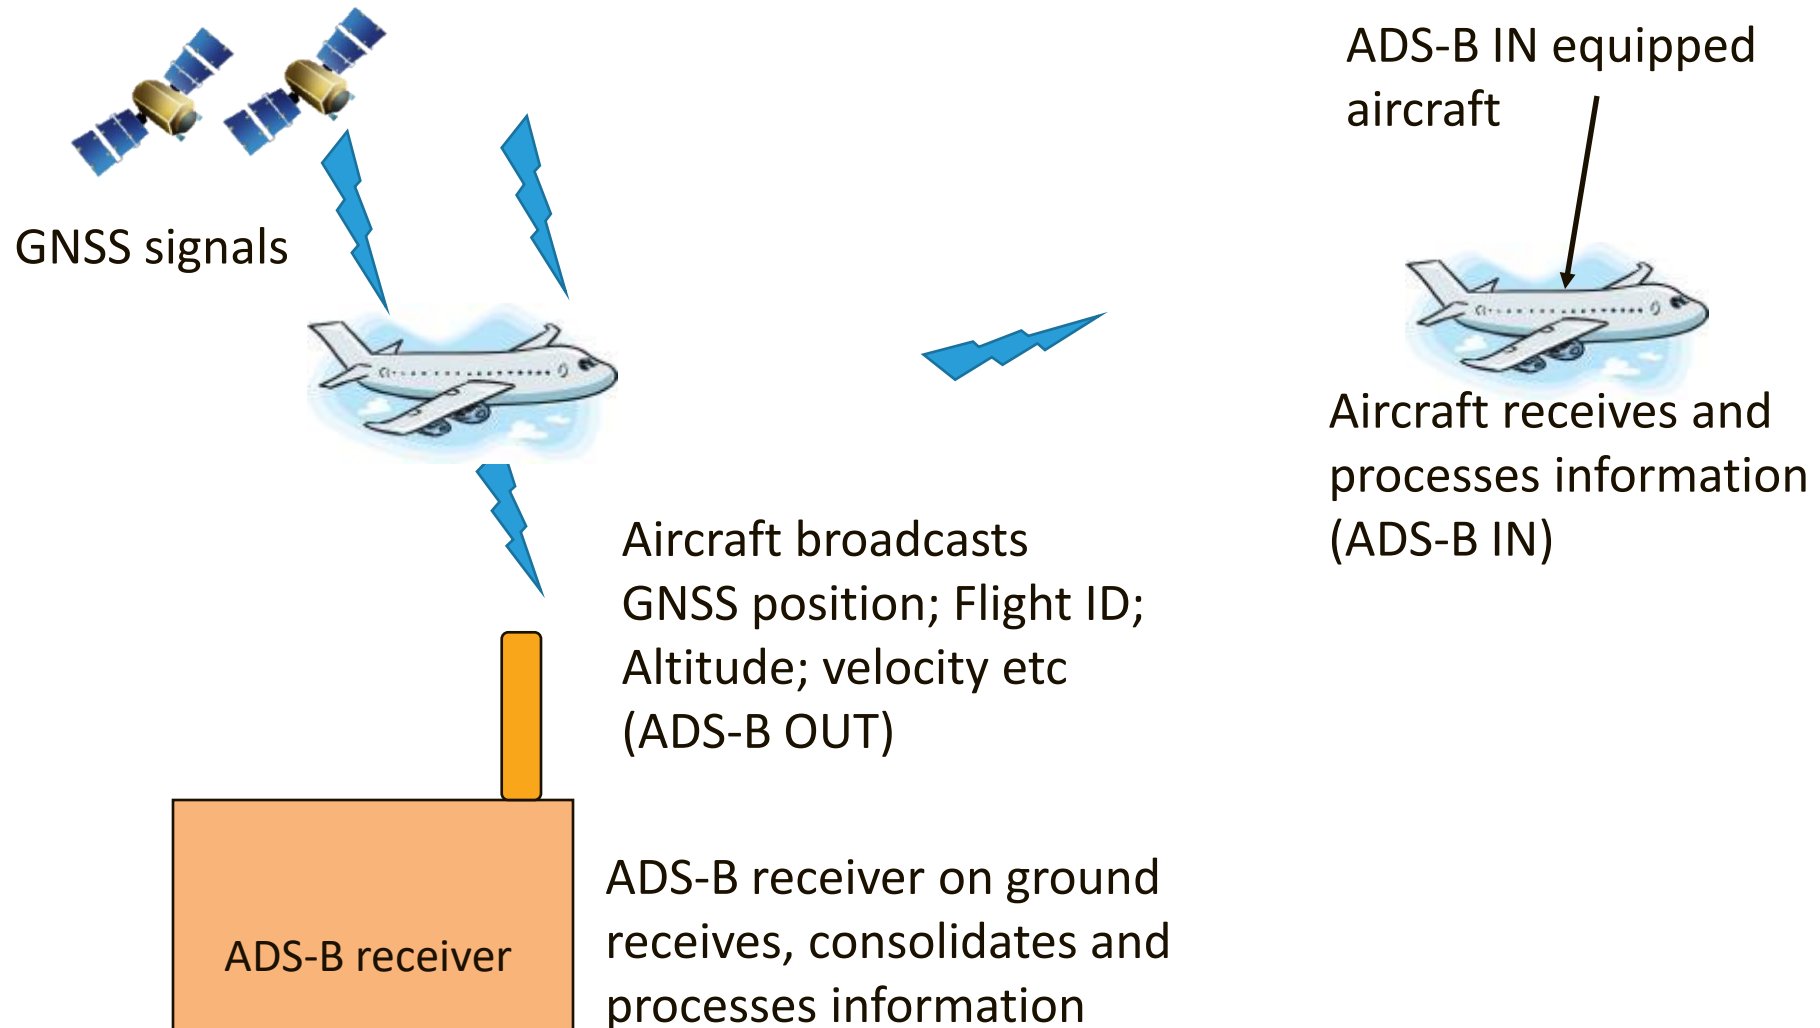 ADS-B IN equipped
aircraft
GNSS signals
Aircraft receives and
processes information
(ADS-B IN)
Aircraft broadcasts
GNSS position; Flight ID;
Altitude; velocity etc
(ADS-B OUT)
ADS-B receiver on ground
receives, consolidates and
processes information
ADS-B receiver